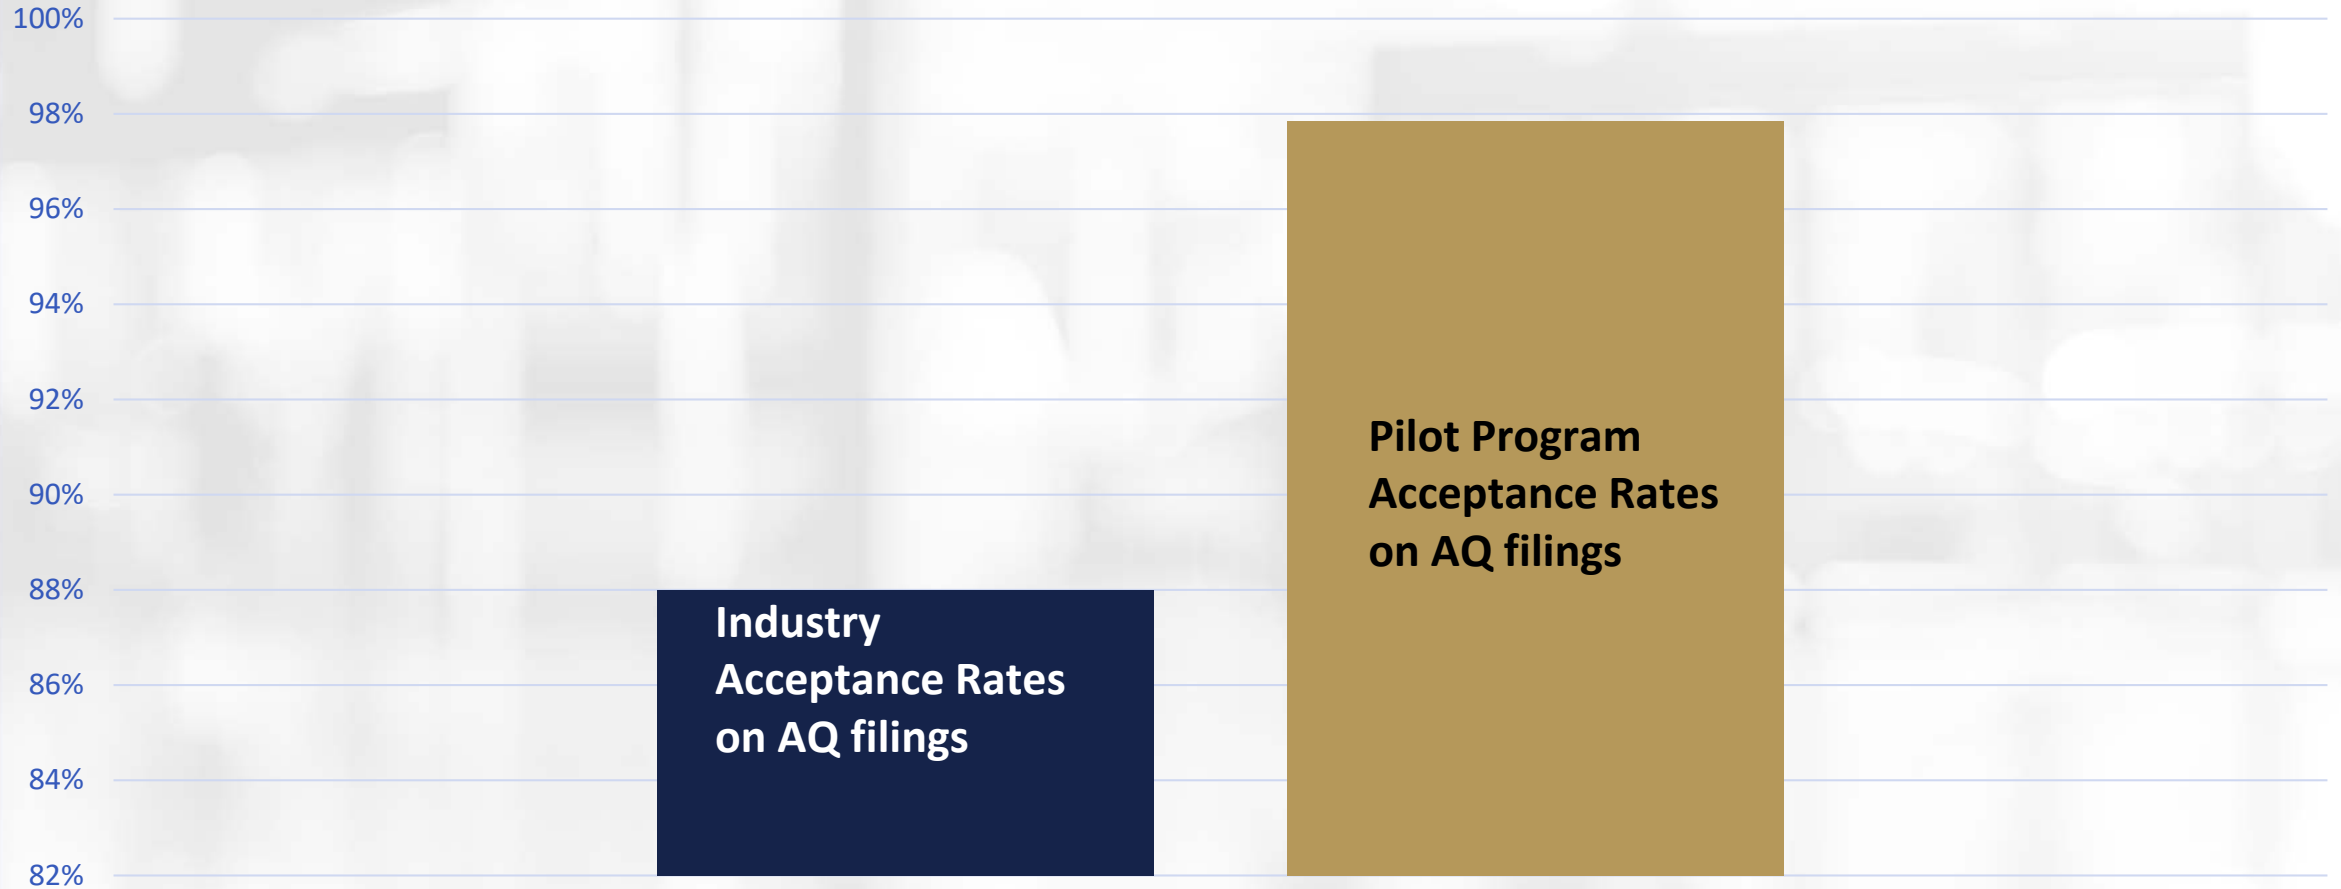 100%
98%
96%
94%
92%
90%
88%
86%
84%
82%
Industry
Acceptance Rates
on AQ filings
Pilot Program
Acceptance Rates
on AQ filings